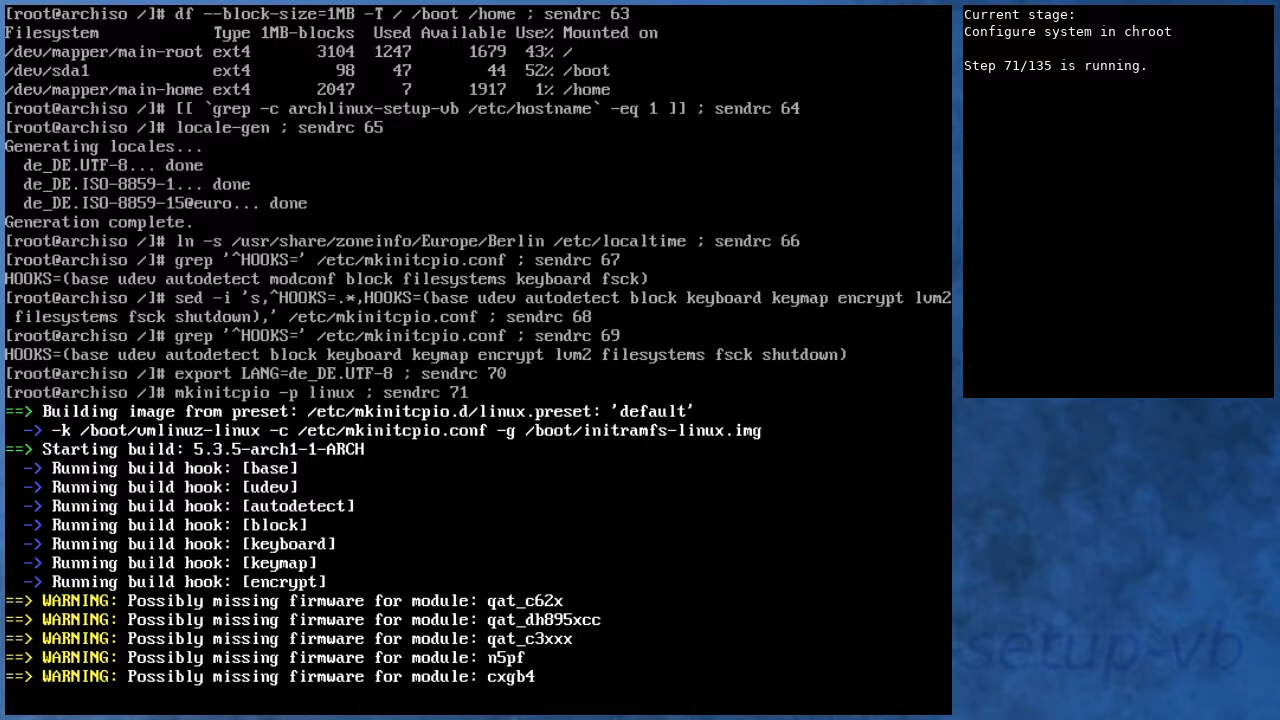 [root@archiso /]# df --block-size=1MB -T / /boot /home ; sendrc 63
Filesystem            Type 1MB-blocks  Used Available Use% Mounted on
/dev/mapper/main-root ext4       3104  1247      1679  43% /
/dev/sda1             ext4         98    47        44  52% /boot
/dev/mapper/main-home ext4       2047     7      1917   1% /home
[root@archiso /]# [[ `grep -c archlinux-setup-vb /etc/hostname` -eq 1 ]] ; sendrc 64
[root@archiso /]# locale-gen ; sendrc 65
Generating locales...
  de_DE.UTF-8... done
  de_DE.ISO-8859-1... done
  de_DE.ISO-8859-15@euro... done
Generation complete.
[root@archiso /]# ln -s /usr/share/zoneinfo/Europe/Berlin /etc/localtime ; sendrc 66
[root@archiso /]# grep '^HOOKS=' /etc/mkinitcpio.conf ; sendrc 67
HOOKS=(base udev autodetect modconf block filesystems keyboard fsck)
[root@archiso /]# sed -i 's,^HOOKS=.*,HOOKS=(base udev autodetect block keyboard keymap encrypt lvm2
 filesystems fsck shutdown),' /etc/mkinitcpio.conf ; sendrc 68
[root@archiso /]# grep '^HOOKS=' /etc/mkinitcpio.conf ; sendrc 69
HOOKS=(base udev autodetect block keyboard keymap encrypt lvm2 filesystems fsck shutdown)
[root@archiso /]# export LANG=de_DE.UTF-8 ; sendrc 70
[root@archiso /]# mkinitcpio -p linux ; sendrc 71
==> Building image from preset: /etc/mkinitcpio.d/linux.preset: 'default'
  -> -k /boot/vmlinuz-linux -c /etc/mkinitcpio.conf -g /boot/initramfs-linux.img
==> Starting build: 5.3.5-arch1-1-ARCH
  -> Running build hook: [base]
  -> Running build hook: [udev]
  -> Running build hook: [autodetect]
  -> Running build hook: [block]
  -> Running build hook: [keyboard]
  -> Running build hook: [keymap]
  -> Running build hook: [encrypt]
==> WARNING: Possibly missing firmware for module: qat_c62x
==> WARNING: Possibly missing firmware for module: qat_dh895xcc
==> WARNING: Possibly missing firmware for module: qat_c3xxx
==> WARNING: Possibly missing firmware for module: n5pf
==> WARNING: Possibly missing firmware for module: cxgb4
Current stage:
Configure system in chroot
Step 71/135 is running.
-setup-vb